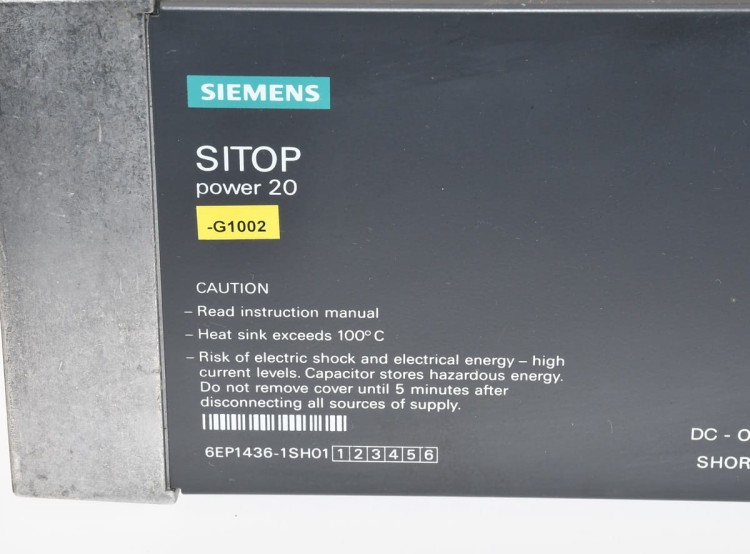 SIEMENS
SITOP
power 20
-G1002
CAUTION
– Read instruction manual
– Heat sink exceeds 100° C
– Risk of electric shock and electrical energy – high
current levels. Capacitor stores hazardous energy.
Do not remove cover until 5 minutes after
disconnecting all sources of supply.
6EP1436-1SH01 1 2 3 4 5 6
DC - O
SHOR